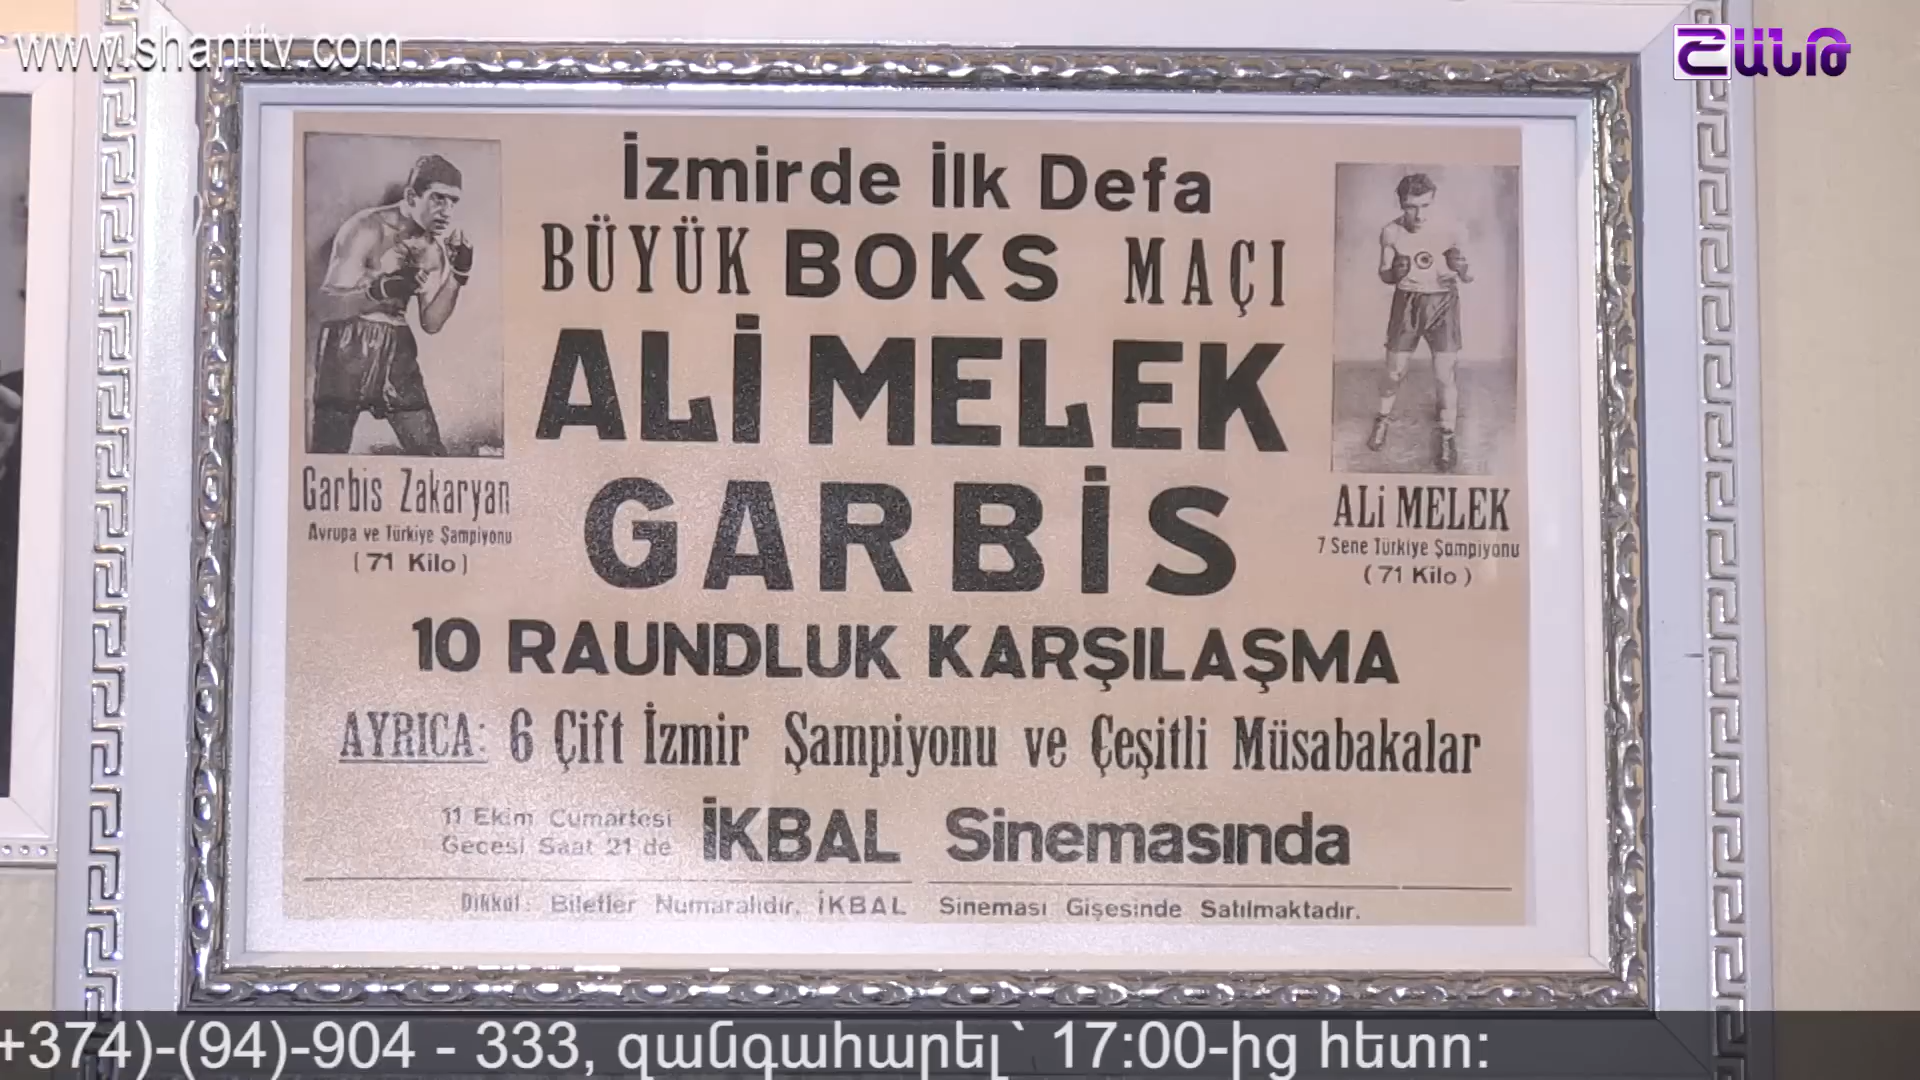 www.shanttv.com
ՇԱՆԹ
İzmirde İlk Defa
BÜYÜK BOKS MAÇI
ALİ MELEK
GARBİS
Garbis Zakaryan
Avrupa ve Türkiye Şampiyonu
(71 Kilo)
ALİ MELEK
7 Sene Türkiye Şampiyonu
(71 Kilo)
10 RAUNDLUK KARŞILAŞMA
AYRICA: 6 Çift İzmir Şampiyonu ve Çeşitli Müsabakalar
11 Ekim Cumartesi
Gecesi Saat 21 de
İKBAL Sinemasında
Dikkat: Biletler Numaralıdır. İKBAL Sineması Gişesinde Satılmaktadır.
+374)-(94)-904 - 333, զանգահարել՝ 17:00-ից հետո: